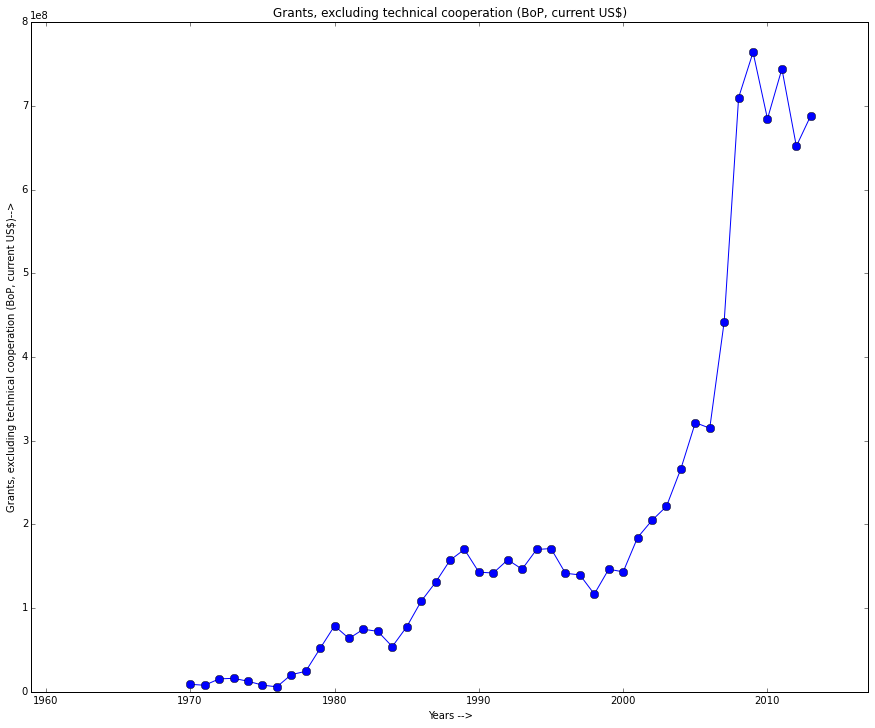 Grants, excluding technical cooperation (BoP, current US$)
1e8
8
7
6
5
4
3
2
1
0
Grants, excluding technical cooperation (BoP, current US$)-->
1960 1970 1980 1990 2000 2010
Years -->